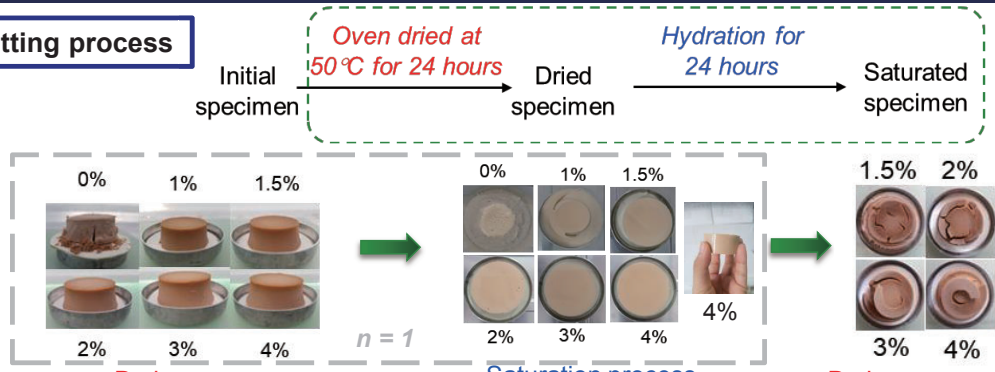 tting process
Oven dried at
50°C for 24 hours
Hydration for
24 hours
Initial
specimen
Dried
specimen
Saturated
specimen
0%
1%
1.5%
2%
3%
4%
n = 1
0%
1%
1.5%
2%
3%
4%
4%
1.5%
2%
3%
4%
Saturation process